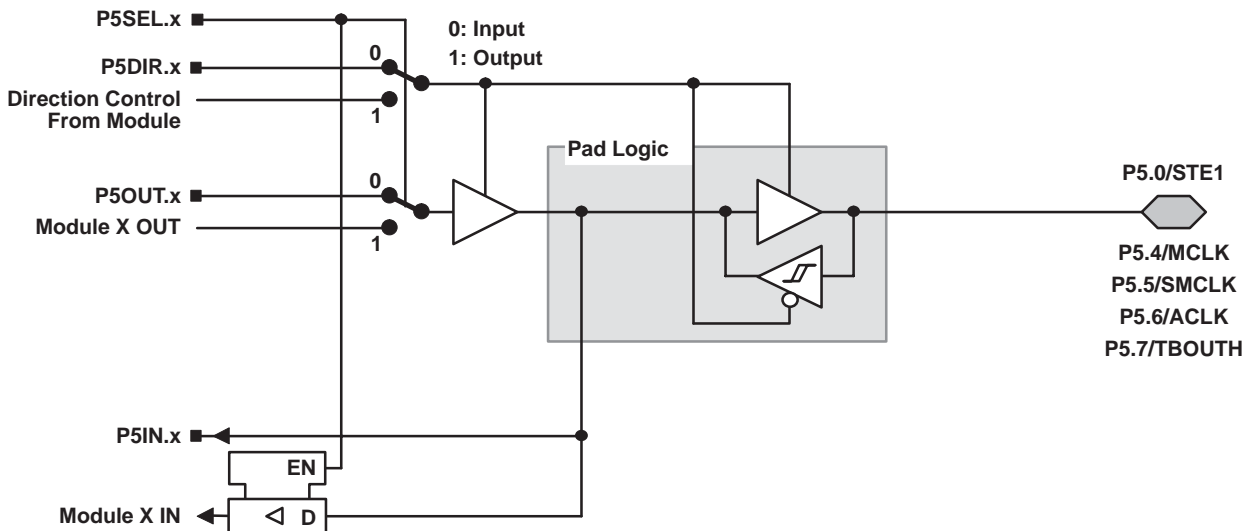 P5SEL.x
0: Input
1: Output
0
P5DIR.x
Direction Control
From Module
1
Pad Logic
P5.0/STE1
0
P5OUT.x
Module X OUT
1
P5.4/MCLK
P5.5/SMCLK
P5.6/ACLK
P5.7/TBOUTH
P5IN.x
EN
Module X IN
D